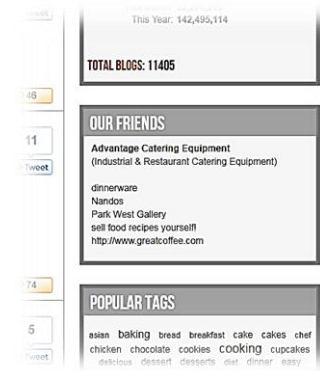 Tweet
This Year: 142,495,114
TOTAL BLOGS: 11405
46
OUR FRIENDS
11
Tweet
Advantage Catering Equipment
(Industrial & Restaurant Catering Equipment)
dinnerware
Nandos
Park West Gallery
sell food recipes yourself!
http://www.greatcoffee.com
74
POPULAR TAGS
5
Tweet
asian baking bread breakfast cake cakes chef
chicken chocolate cookies cooking cupcakes
delicious dessert desserts diet dinner easy